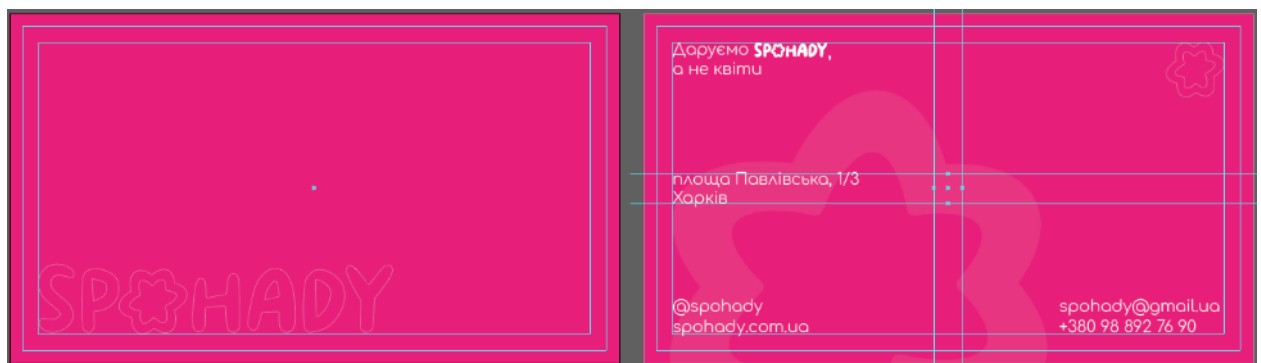 SPOHADY
Даруємо SPOHADY,
а не квіти
площа Павлівська, 1/3
Харків
@spohady
spohady.com.ua
spohady@gmail.ua
+380 98 892 76 90